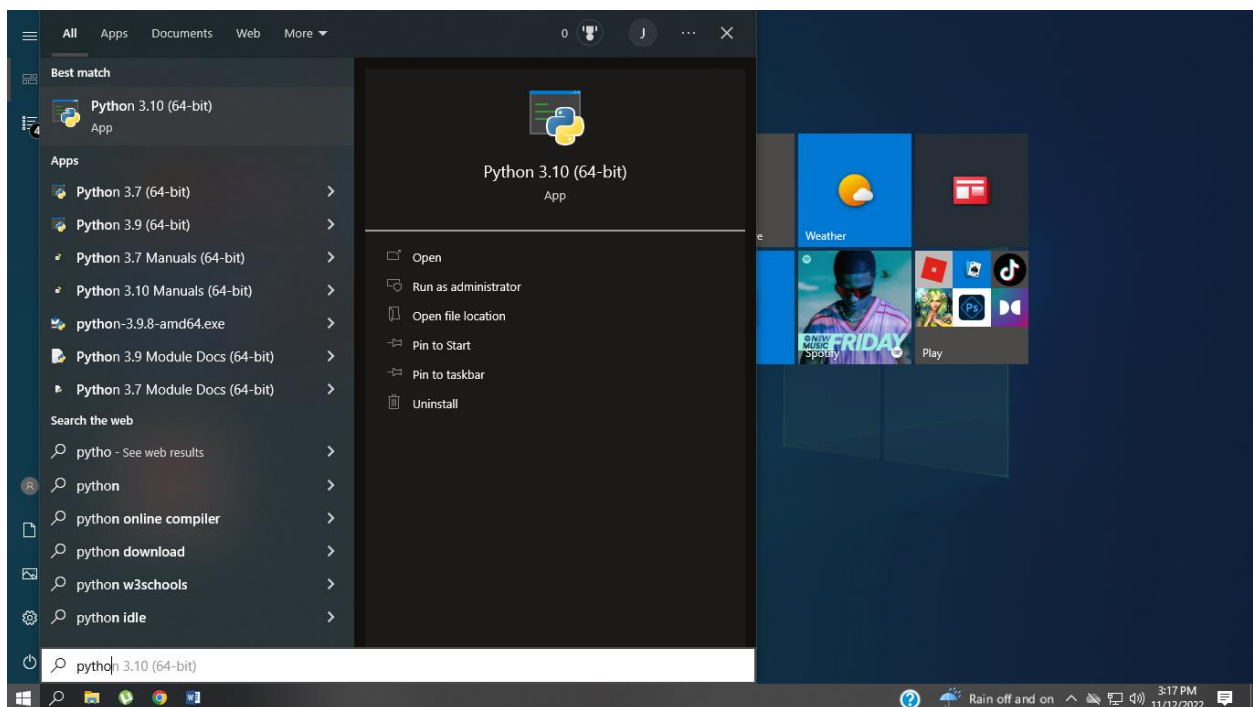 All Apps Documents Web More
0 J
Best match
Python 3.10 (64-bit)
App
Apps
Python 3.7 (64-bit)
Python 3.9 (64-bit)
Python 3.7 Manuals (64-bit)
Python 3.10 Manuals (64-bit)
python-3.9.8-amd64.exe
Python 3.9 Module Docs (64-bit)
Python 3.7 Module Docs (64-bit)
Search the web
pytho - See web results
python
python online compiler
python download
python w3schools
python idle
python 3.10 (64-bit)
Python 3.10 (64-bit)
App
Open
Run as administrator
Open file location
Pin to Start
Pin to taskbar
Uninstall
4
e
Weather
NEW
MUSIC FRIDAY
Spotify
Ps
Play
Rain off and on
3:17 PM
11/12/2022